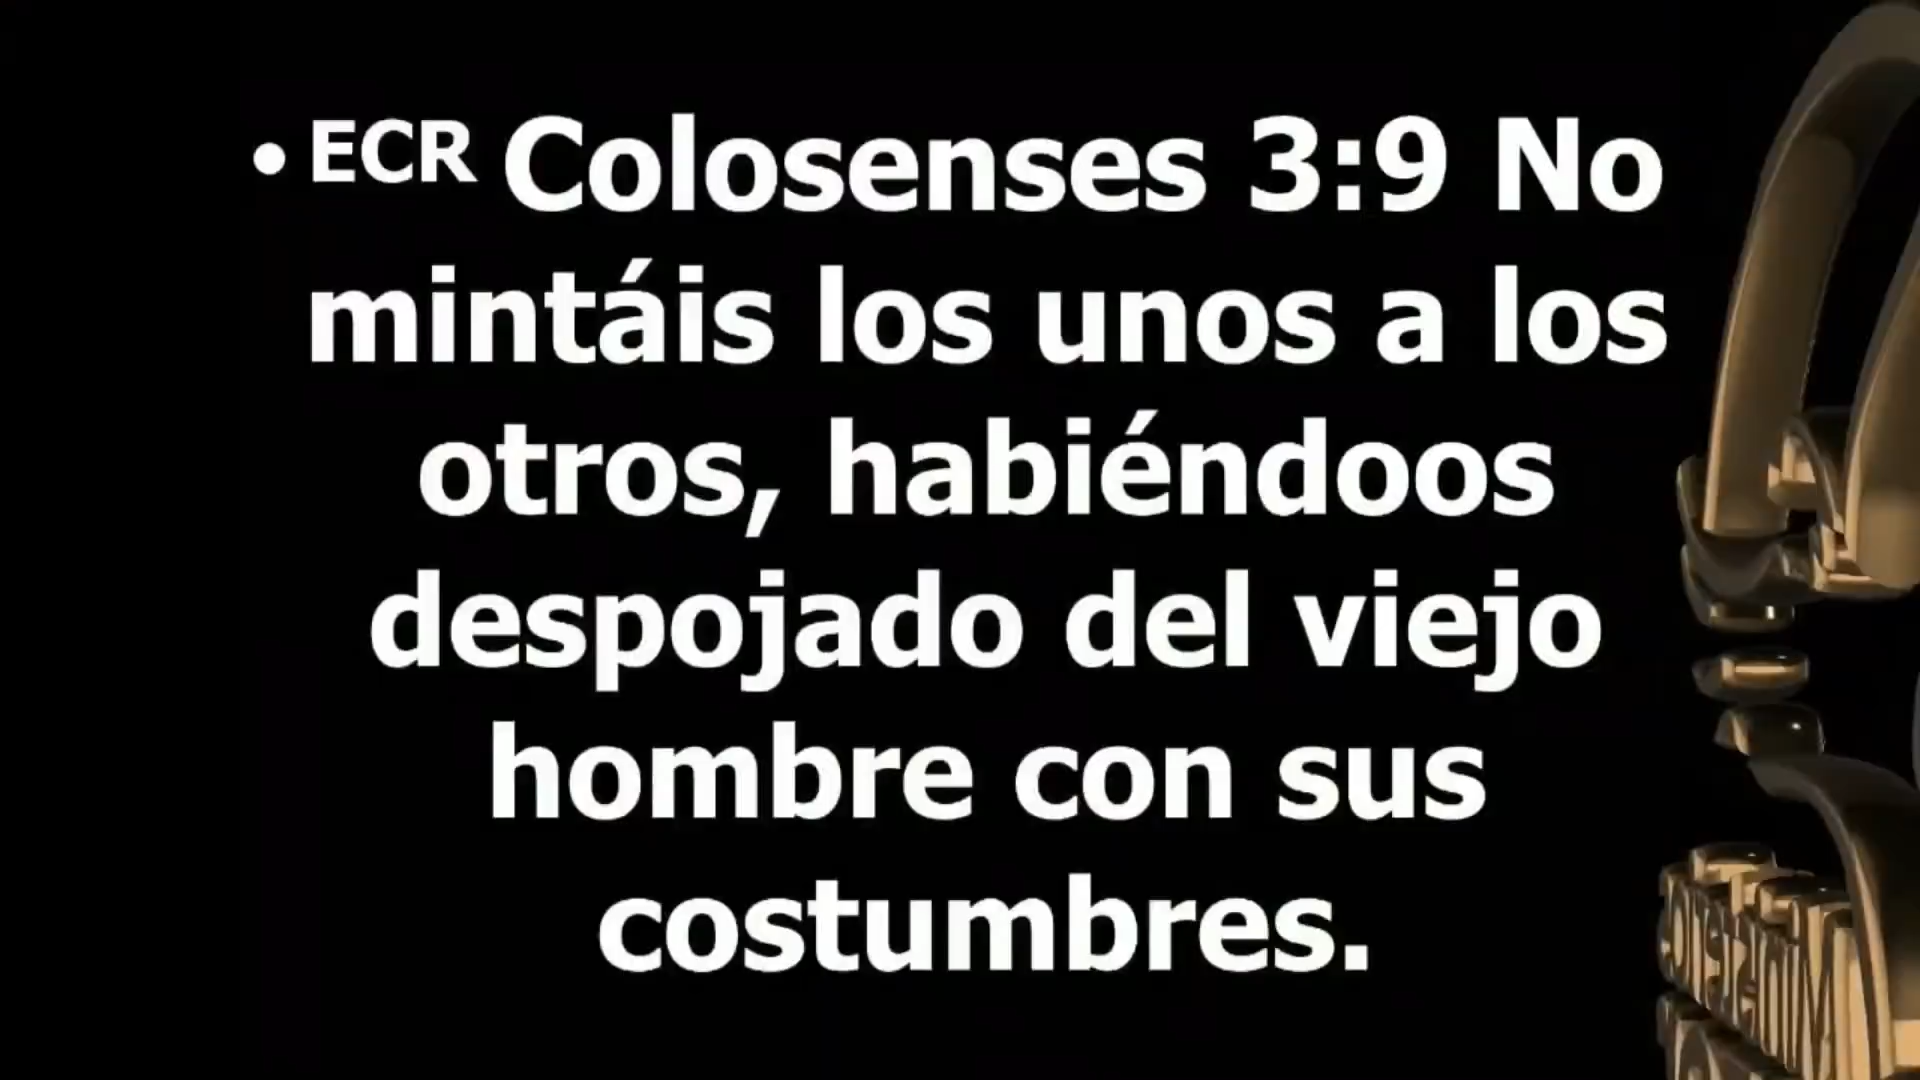 • ECR Colosenses 3:9 No
mintáis los unos a los
otros, habiéndoos
despojado del viejo
hombre con sus
costumbres.